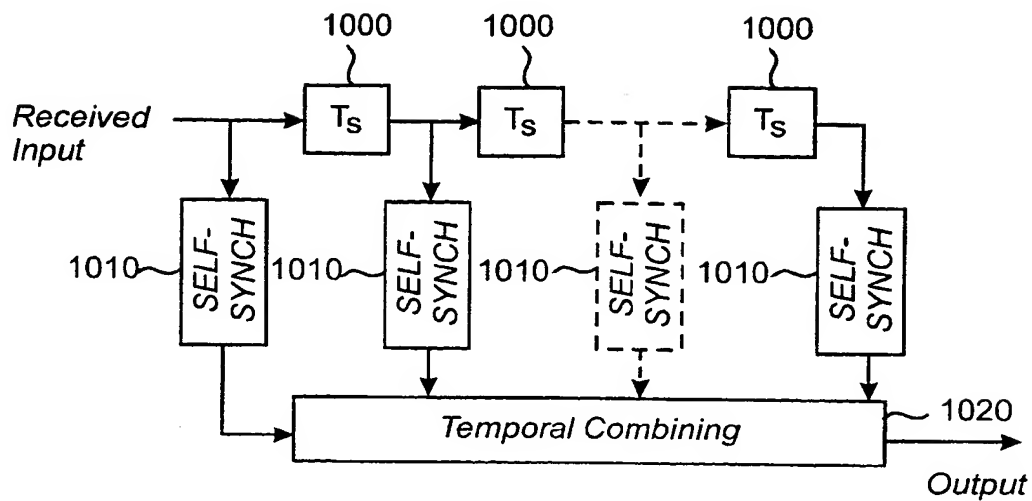 1000
1000
1000
Received
Input
Ts
Ts
Ts
1010
SELF-
SYNCH
1010
SELF-
SYNCH
1010
SELF-
SYNCH
1010
SELF-
SYNCH
Temporal Combining
1020
Output